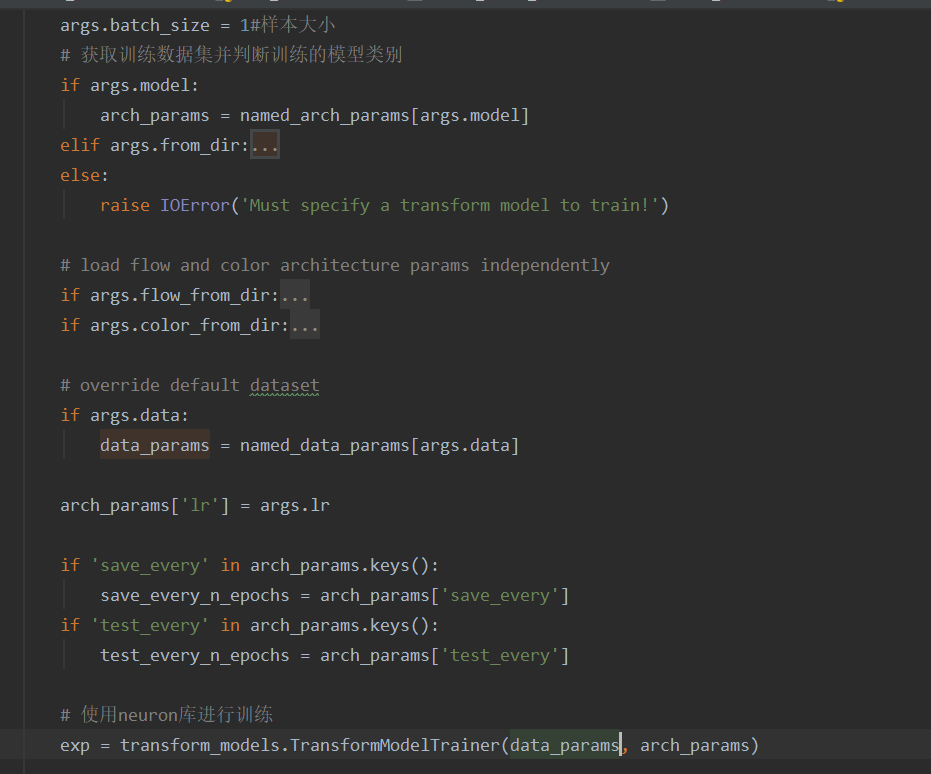 args.batch_size = 1#样本大小
# 获取训练数据集并判断训练的模型类别
if args.model:
arch_params = named_arch_params[args.model]
elif args.from_dir:...
else:
raise IOError('Must specify a transform model to train!')
# load flow and color architecture params independently
if args.flow_from_dir:...
if args.color_from_dir:...
# override default dataset
if args.data:
data_params = named_data_params[args.data]
arch_params['lr'] = args.lr
if 'save_every' in arch_params.keys():
save_every_n_epochs = arch_params['save_every']
if 'test_every' in arch_params.keys():
test_every_n_epochs = arch_params['test_every']
# 使用neuron库进行训练
exp = transform_models.TransformModelTrainer(data_params, arch_params)